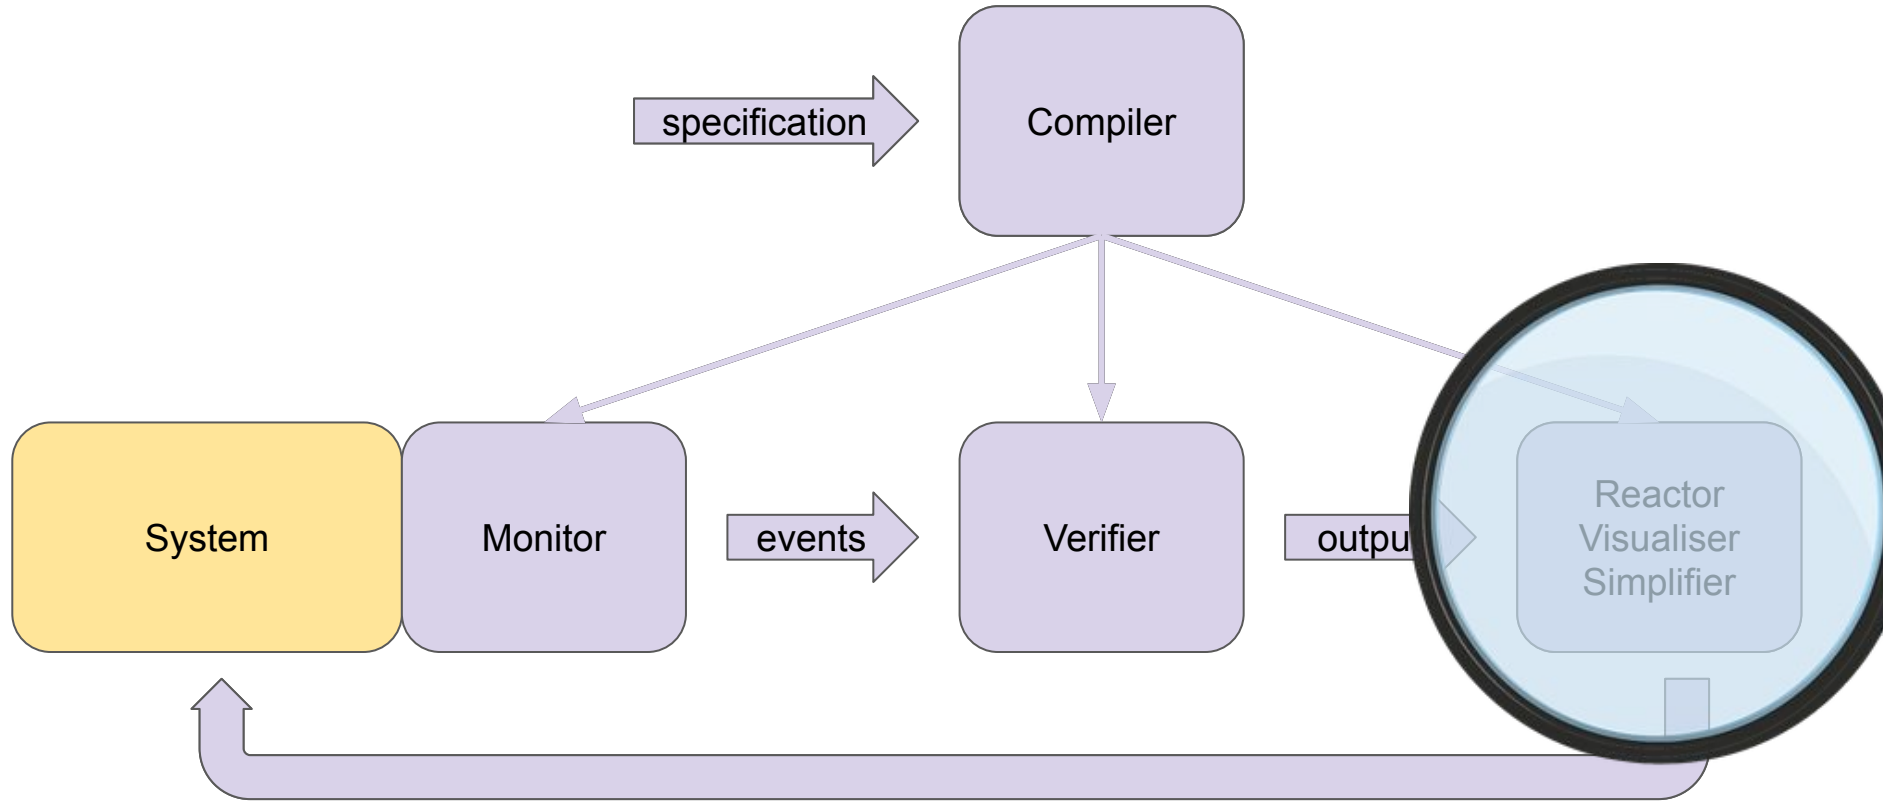 specification
Compiler
System
Monitor
events
Verifier
outpu
Reactor
Visualiser
Simplifier